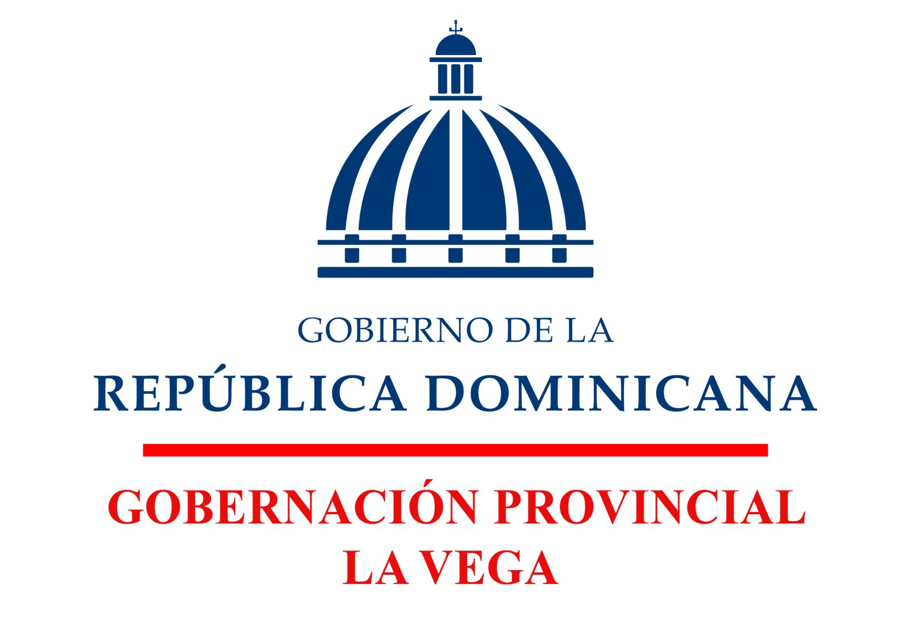 GOBIERNO DE LA
REPÚBLICA DOMINICANA
GOBERNACIÓN PROVINCIAL
LA VEGA